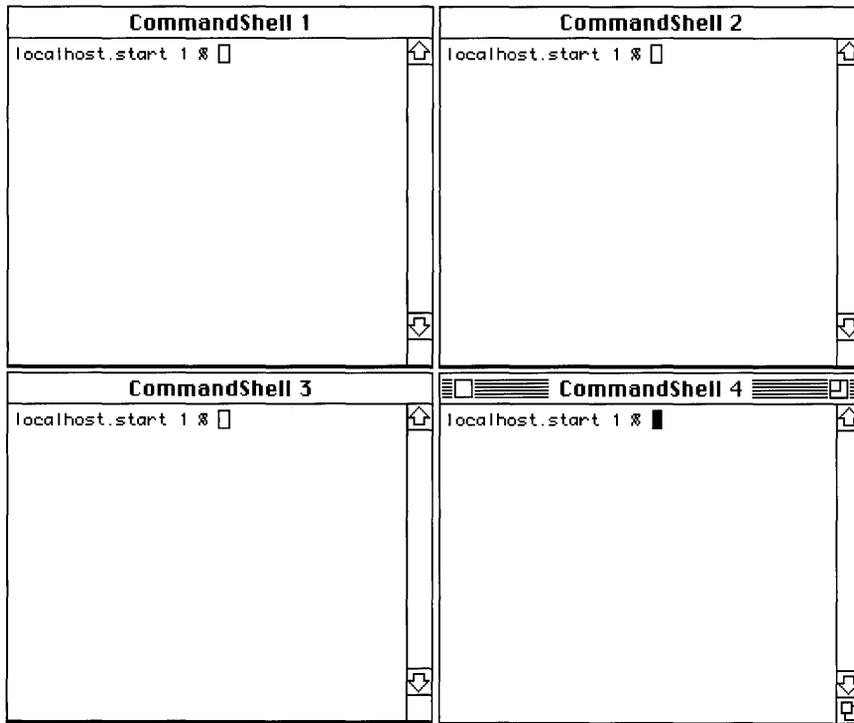 CommandShell 1
localhost.start 1 %
CommandShell 2
localhost.start 1 %
CommandShell 3
localhost.start 1 %
CommandShell 4
localhost.start 1 %